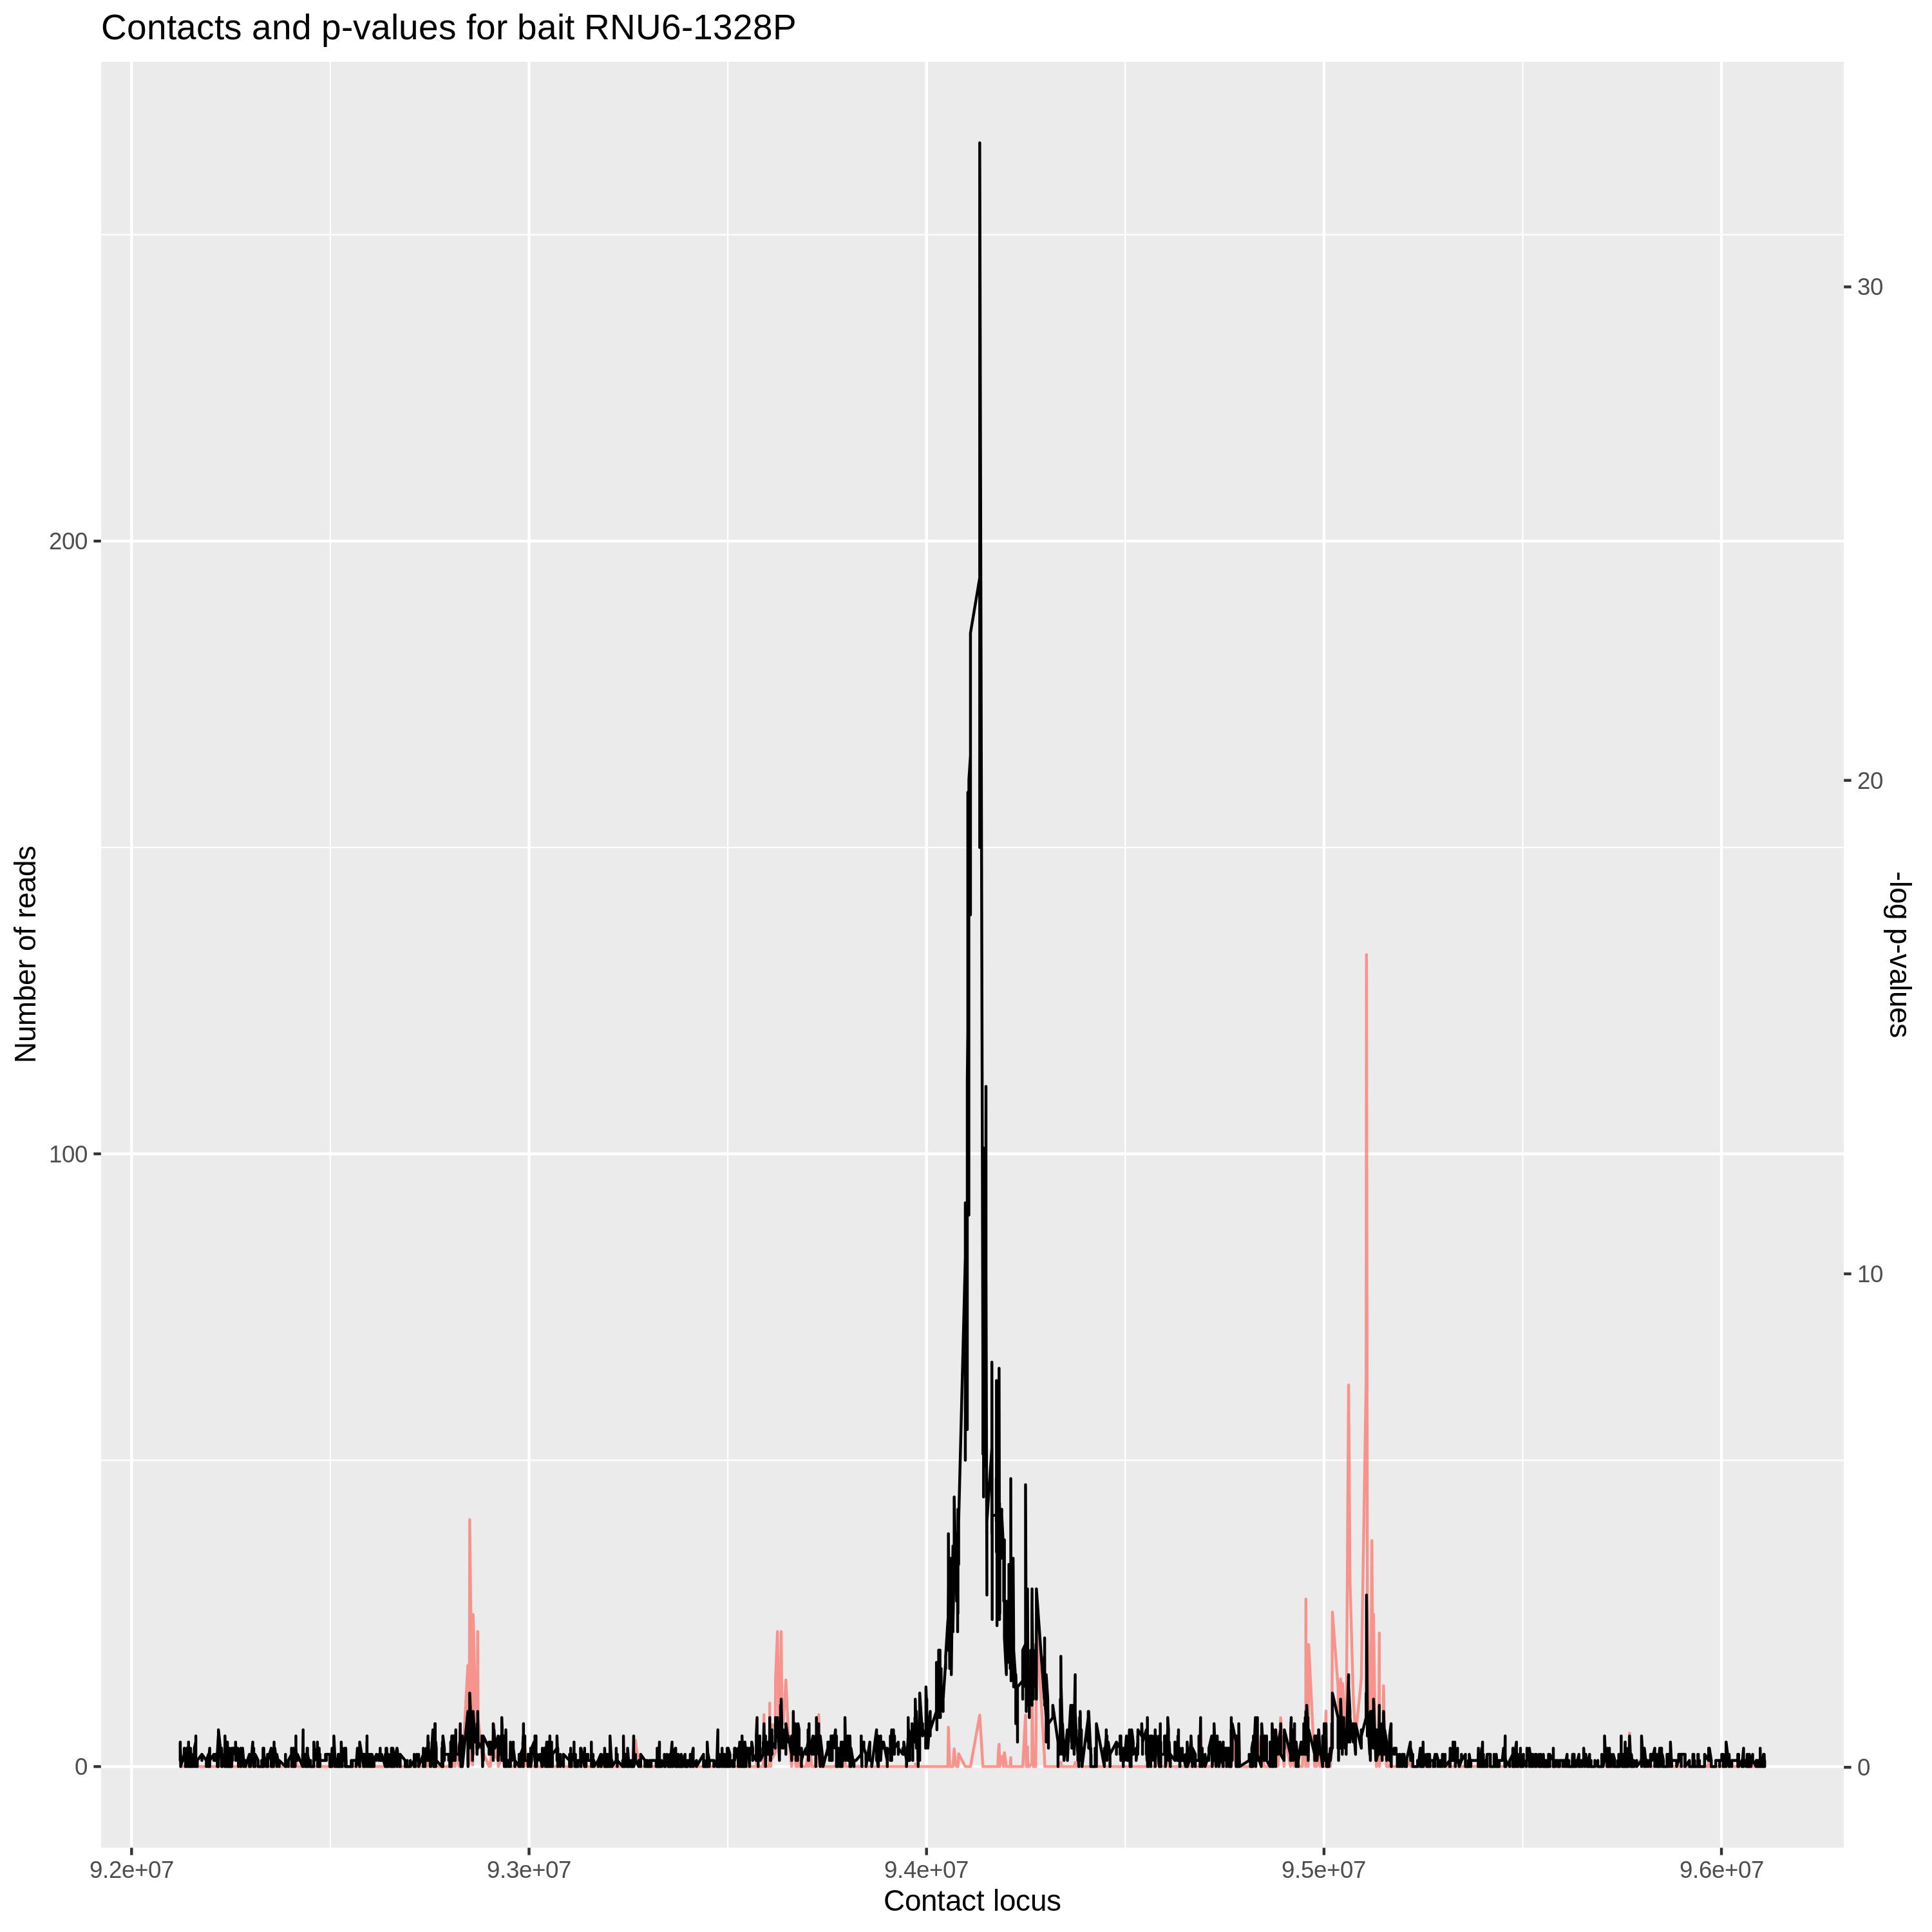 Contacts and p-values for bait RNU6-1328P
Number of reads
200
100
0
30
20
10
0
-log p-values
9.2e+07
9.3e+07
9.4e+07
9.5e+07
9.6e+07
Contact locus